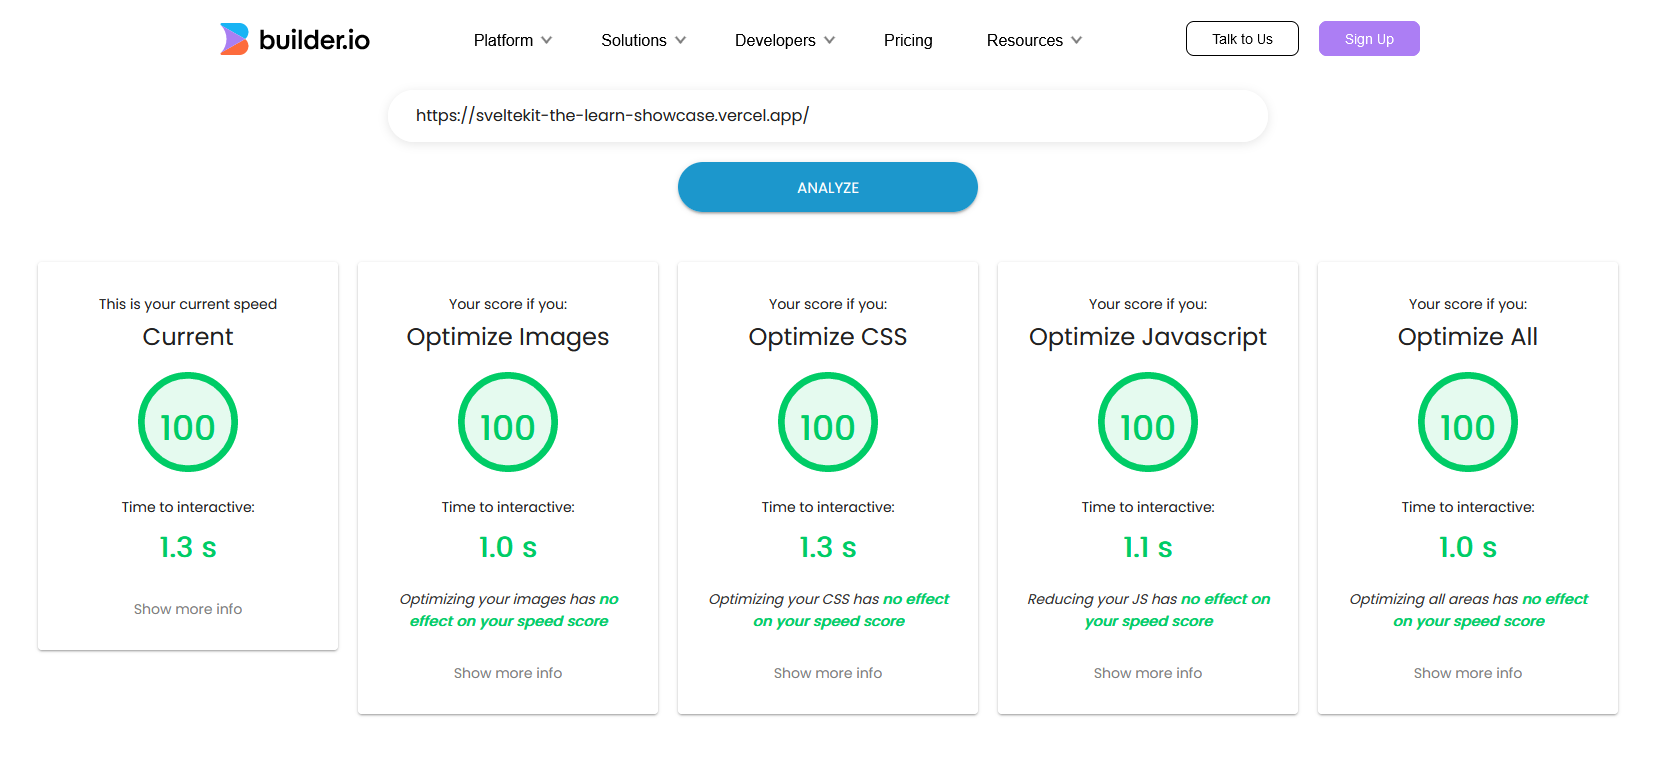 builder.io
Platform
Solutions
Developers
Pricing
Resources
Talk to Us
Sign Up
https://sveltekit-the-learn-showcase.vercel.app/
ANALYZE
This is your current speed
Current
100
Time to interactive:
1.3 s
Show more info
Your score if you:
Optimize Images
100
Time to interactive:
1.0 s
Optimizing your images has no
effect on your speed score
Show more info
Your score if you:
Optimize CSS
100
Time to interactive:
1.3 s
Optimizing your CSS has no effect
on your speed score
Show more info
Your score if you:
Optimize Javascript
100
Time to interactive:
1.1 s
Reducing your JS has no effect on
your speed score
Show more info
Your score if you:
Optimize All
100
Time to interactive:
1.0 s
Optimizing all areas has no effect
on your speed score
Show more info